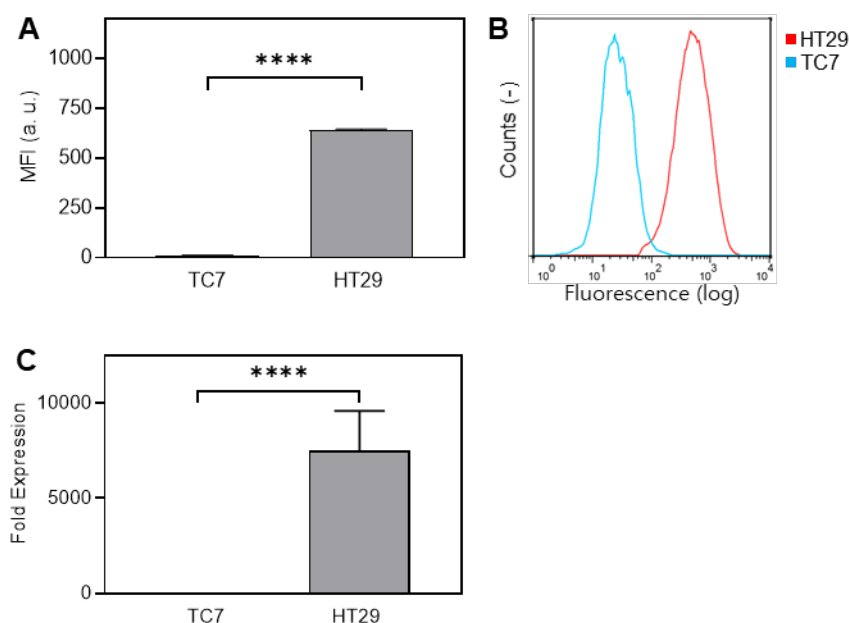 A
MFI (a. u.)
1000
750
500
250
0
****
TC7
HT29
B
Counts (-)
10⁰
10¹
10²
10³
10⁴
Fluorescence (log)
HT29
TC7
C
Fold Expression
10000
5000
0
****
TC7
HT29